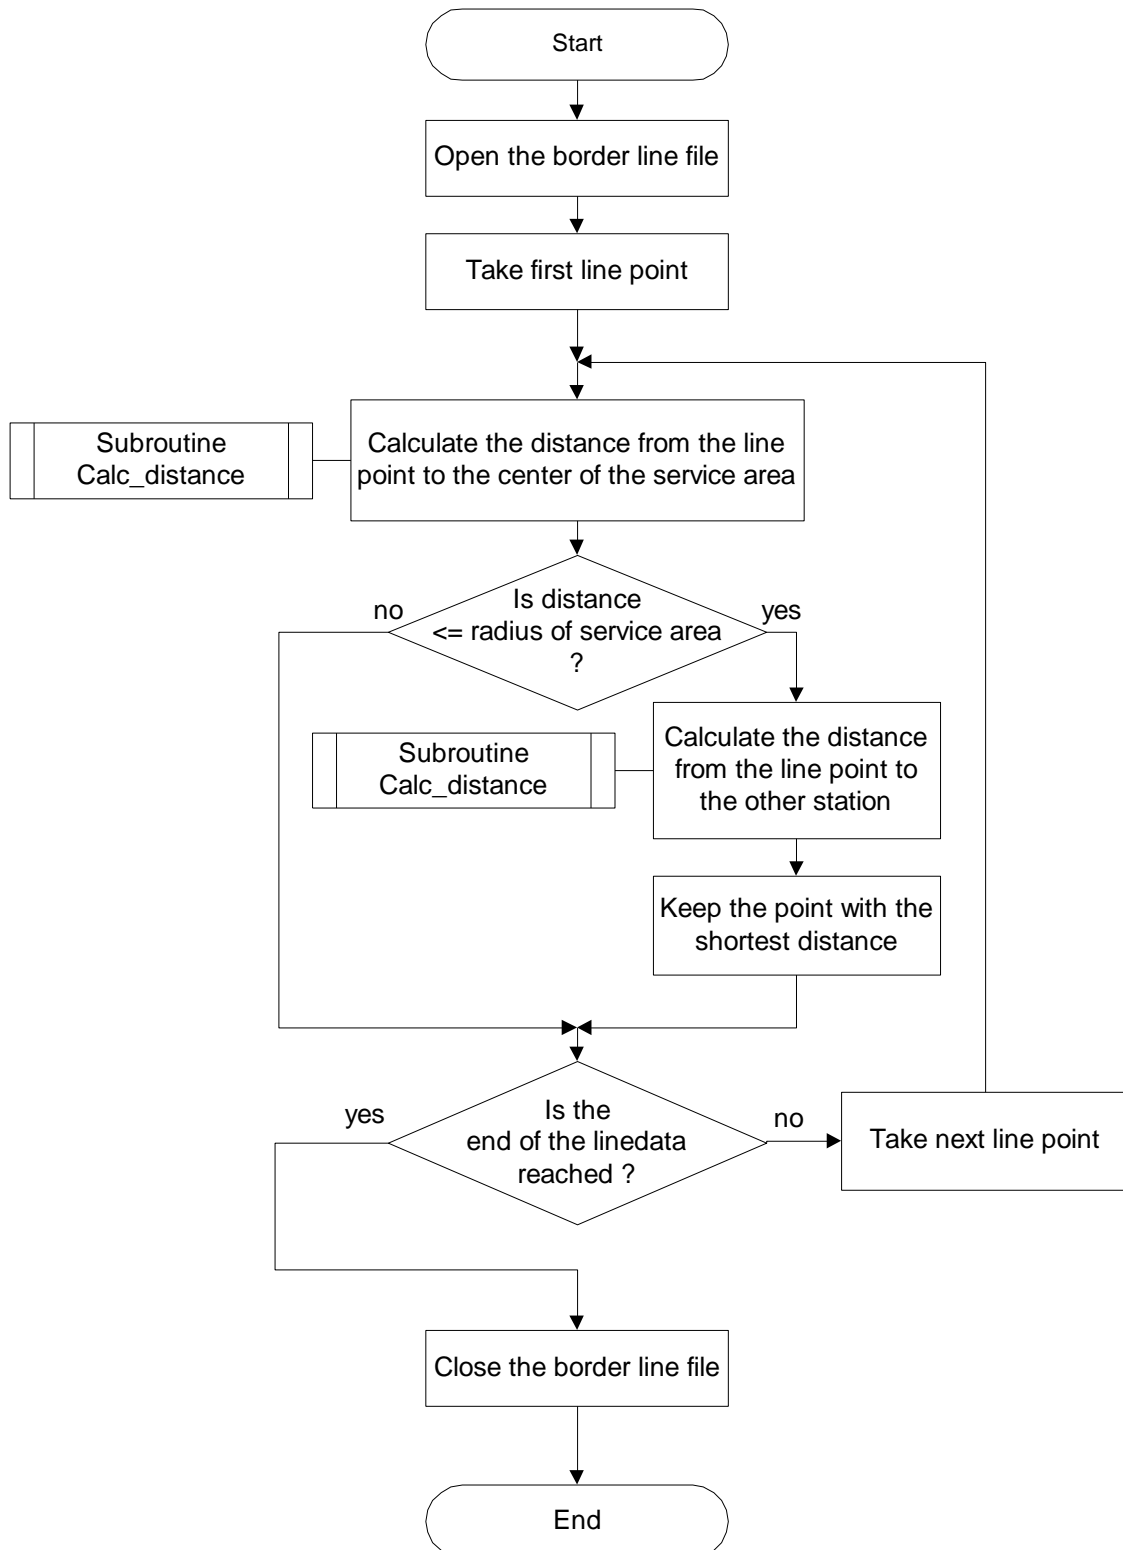 Start
Open the border line file
Take first line point
Subroutine
Calc_distance
Calculate the distance from the line
point to the center of the service area
no
Is distance
<= radius of service area
?
yes
Subroutine
Calc_distance
Calculate the distance
from the line point to
the other station
Keep the point with the
shortest distance
yes
Is the
end of the linedata
reached ?
no
Take next line point
Close the border line file
End